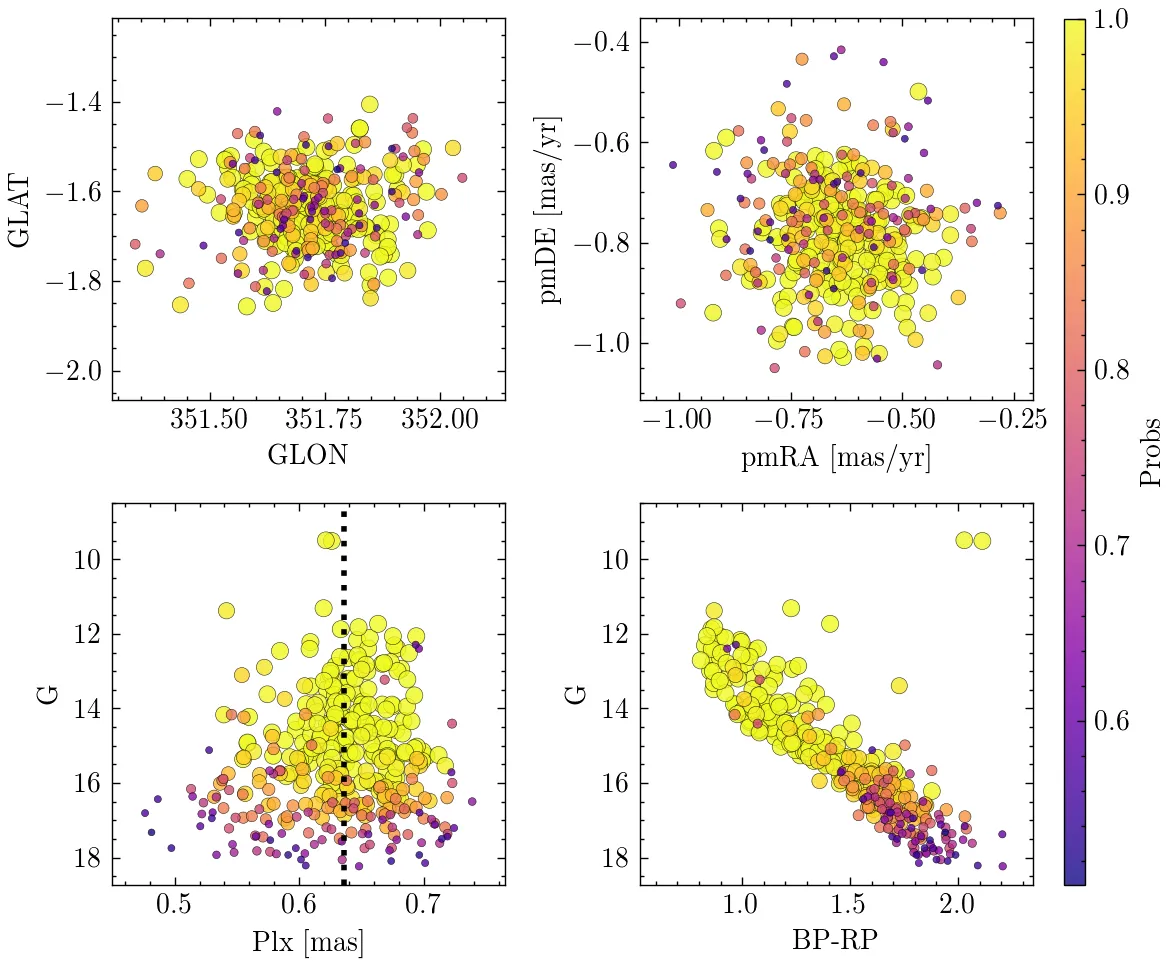 −1.4
−1.6
−1.8
−2.0
GLAT
351.50 351.75 352.00
GLON
−0.4
−0.6
−0.8
−1.0
pmDE [mas/yr]
−1.00 −0.75 −0.50 −0.25
pmRA [mas/yr]
10
12
14
16
18
G
0.5 0.6 0.7
Plx [mas]
10
12
14
16
18
G
1.0 1.5 2.0
BP-RP
1.0
0.9
0.8
0.7
0.6
Probs